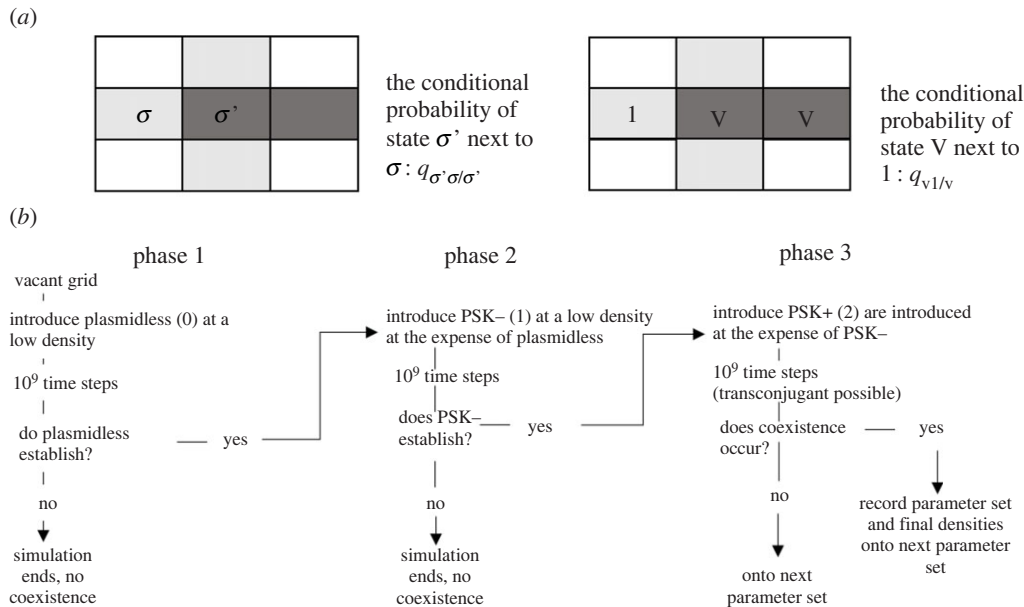 (a)
σ
σ’
the conditional
probability of
state σ’ next to
σ: qσ’σ/σ’
1
V
V
the conditional
probability of
state V next to
1 : qv1/v
(b)
phase 1
vacant grid
introduce plasmidless (0) at a
low density
10⁹ time steps
do plasmidless
establish?
yes
no
simulation
ends, no
coexistence
phase 2
introduce PSK– (1) at a low density
at the expense of plasmidless
10⁹ time steps
does PSK–
establish?
yes
no
simulation
ends, no
coexistence
phase 3
introduce PSK+ (2) are introduced
at the expense of PSK–
10⁹ time steps
(transconjugant possible)
does coexistence
occur?
yes
no
onto next
parameter set
record parameter set
and final densities
onto next parameter
set